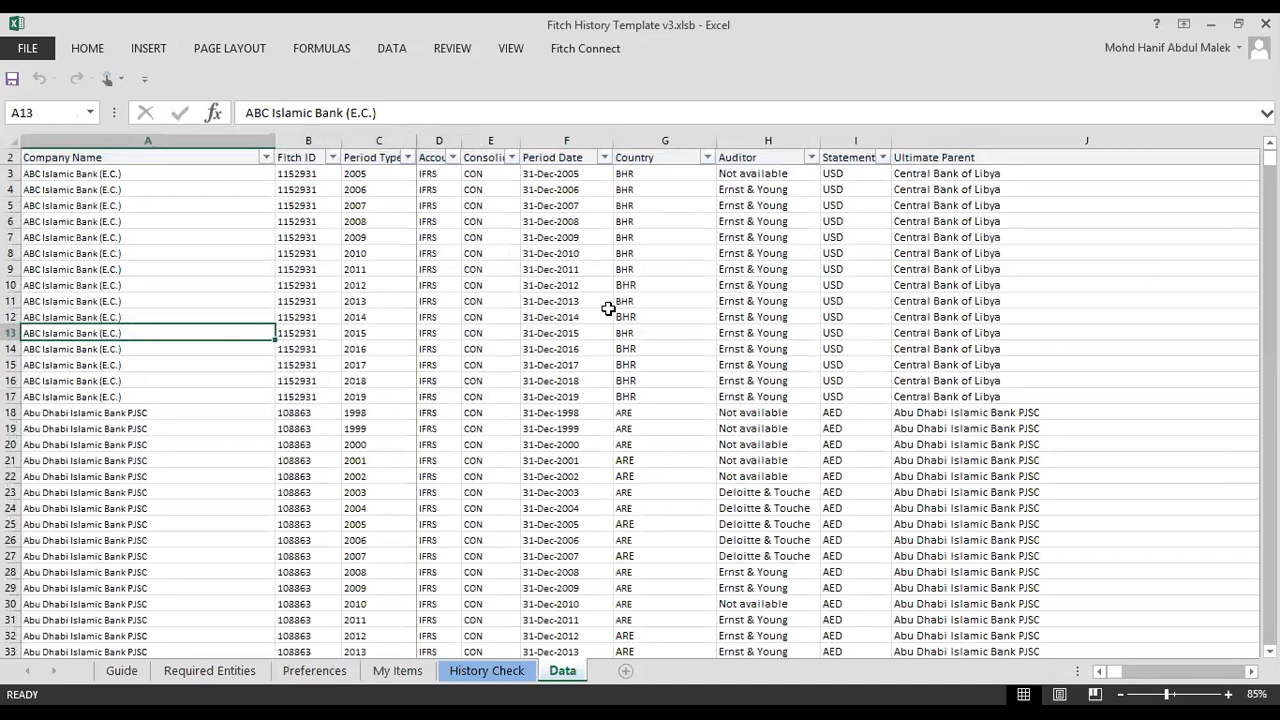 Fitch History Template v3.xlsb - Excel
FILE HOME INSERT PAGE LAYOUT FORMULAS DATA REVIEW VIEW Fitch Connect Mohd Hanif Abdul Malek
A13 ABC Islamic Bank (E.C.)
A B C D E F G H I J
2 Company Name Fitch ID Period Type Accou Consoli Period Date Country Auditor Statement Ultimate Parent
3 ABC Islamic Bank (E.C.) 1152931 2005 IFRS CON 31-Dec-2005 BHR Not available USD Central Bank of Libya
4 ABC Islamic Bank (E.C.) 1152931 2006 IFRS CON 31-Dec-2006 BHR Ernst & Young USD Central Bank of Libya
5 ABC Islamic Bank (E.C.) 1152931 2007 IFRS CON 31-Dec-2007 BHR Ernst & Young USD Central Bank of Libya
6 ABC Islamic Bank (E.C.) 1152931 2008 IFRS CON 31-Dec-2008 BHR Ernst & Young USD Central Bank of Libya
7 ABC Islamic Bank (E.C.) 1152931 2009 IFRS CON 31-Dec-2009 BHR Ernst & Young USD Central Bank of Libya
8 ABC Islamic Bank (E.C.) 1152931 2010 IFRS CON 31-Dec-2010 BHR Ernst & Young USD Central Bank of Libya
9 ABC Islamic Bank (E.C.) 1152931 2011 IFRS CON 31-Dec-2011 BHR Ernst & Young USD Central Bank of Libya
10 ABC Islamic Bank (E.C.) 1152931 2012 IFRS CON 31-Dec-2012 BHR Ernst & Young USD Central Bank of Libya
11 ABC Islamic Bank (E.C.) 1152931 2013 IFRS CON 31-Dec-2013 BHR Ernst & Young USD Central Bank of Libya
12 ABC Islamic Bank (E.C.) 1152931 2014 IFRS CON 31-Dec-2014 BHR Ernst & Young USD Central Bank of Libya
13 ABC Islamic Bank (E.C.) 1152931 2015 IFRS CON 31-Dec-2015 BHR Ernst & Young USD Central Bank of Libya
14 ABC Islamic Bank (E.C.) 1152931 2016 IFRS CON 31-Dec-2016 BHR Ernst & Young USD Central Bank of Libya
15 ABC Islamic Bank (E.C.) 1152931 2017 IFRS CON 31-Dec-2017 BHR Ernst & Young USD Central Bank of Libya
16 ABC Islamic Bank (E.C.) 1152931 2018 IFRS CON 31-Dec-2018 BHR Ernst & Young USD Central Bank of Libya
17 ABC Islamic Bank (E.C.) 1152931 2019 IFRS CON 31-Dec-2019 BHR Ernst & Young USD Central Bank of Libya
18 Abu Dhabi Islamic Bank PJSC 108863 1998 IFRS CON 31-Dec-1998 ARE Not available AED Abu Dhabi Islamic Bank PJSC
19 Abu Dhabi Islamic Bank PJSC 108863 1999 IFRS CON 31-Dec-1999 ARE Not available AED Abu Dhabi Islamic Bank PJSC
20 Abu Dhabi Islamic Bank PJSC 108863 2000 IFRS CON 31-Dec-2000 ARE Not available AED Abu Dhabi Islamic Bank PJSC
21 Abu Dhabi Islamic Bank PJSC 108863 2001 IFRS CON 31-Dec-2001 ARE Not available AED Abu Dhabi Islamic Bank PJSC
22 Abu Dhabi Islamic Bank PJSC 108863 2002 IFRS CON 31-Dec-2002 ARE Not available AED Abu Dhabi Islamic Bank PJSC
23 Abu Dhabi Islamic Bank PJSC 108863 2003 IFRS CON 31-Dec-2003 ARE Deloitte & Touche AED Abu Dhabi Islamic Bank PJSC
24 Abu Dhabi Islamic Bank PJSC 108863 2004 IFRS CON 31-Dec-2004 ARE Deloitte & Touche AED Abu Dhabi Islamic Bank PJSC
25 Abu Dhabi Islamic Bank PJSC 108863 2005 IFRS CON 31-Dec-2005 ARE Deloitte & Touche AED Abu Dhabi Islamic Bank PJSC
26 Abu Dhabi Islamic Bank PJSC 108863 2006 IFRS CON 31-Dec-2006 ARE Deloitte & Touche AED Abu Dhabi Islamic Bank PJSC
27 Abu Dhabi Islamic Bank PJSC 108863 2007 IFRS CON 31-Dec-2007 ARE Deloitte & Touche AED Abu Dhabi Islamic Bank PJSC
28 Abu Dhabi Islamic Bank PJSC 108863 2008 IFRS CON 31-Dec-2008 ARE Ernst & Young AED Abu Dhabi Islamic Bank PJSC
29 Abu Dhabi Islamic Bank PJSC 108863 2009 IFRS CON 31-Dec-2009 ARE Ernst & Young AED Abu Dhabi Islamic Bank PJSC
30 Abu Dhabi Islamic Bank PJSC 108863 2010 IFRS CON 31-Dec-2010 ARE Not available AED Abu Dhabi Islamic Bank PJSC
31 Abu Dhabi Islamic Bank PJSC 108863 2011 IFRS CON 31-Dec-2011 ARE Ernst & Young AED Abu Dhabi Islamic Bank PJSC
32 Abu Dhabi Islamic Bank PJSC 108863 2012 IFRS CON 31-Dec-2012 ARE Ernst & Young AED Abu Dhabi Islamic Bank PJSC
33 Abu Dhabi Islamic Bank PJSC 108863 2013 IFRS CON 31-Dec-2013 ARE Ernst & Young AED Abu Dhabi Islamic Bank PJSC
Guide Required Entities Preferences My Items History Check Data
READY 85%